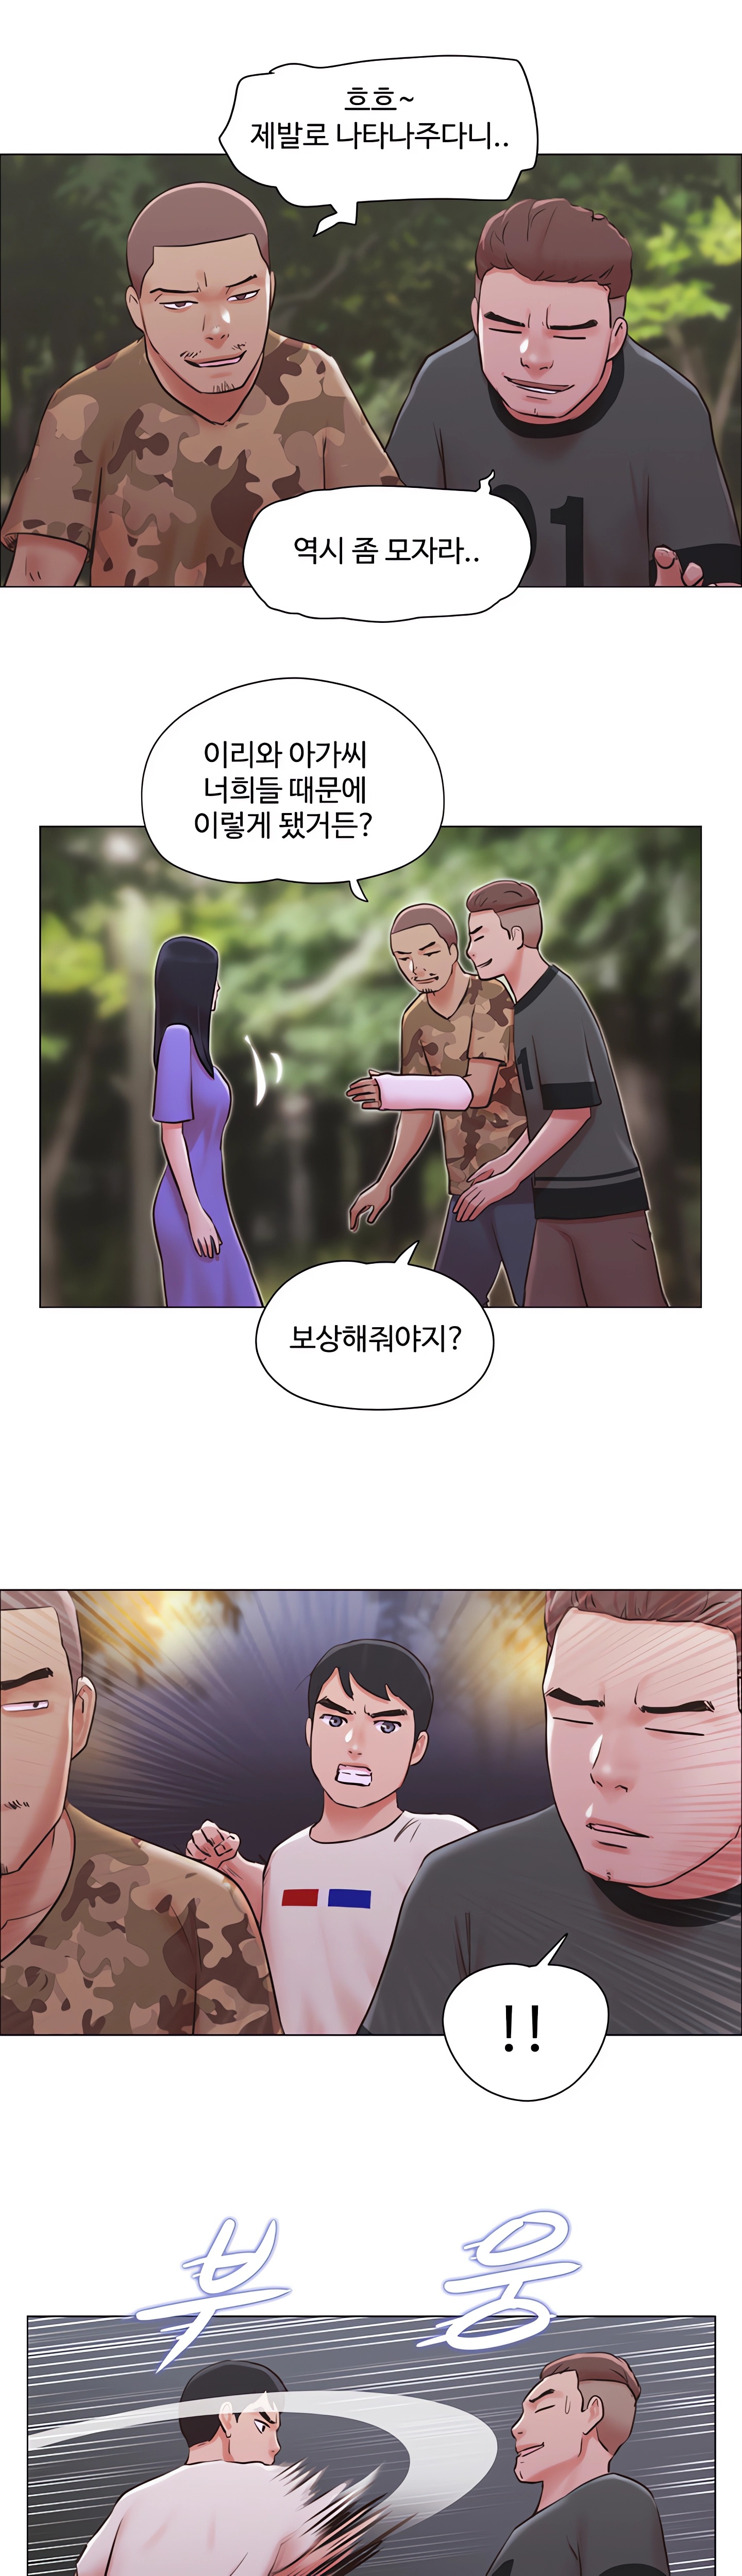 흐흐~
제발로 나타나주다니..
역시 좀 모자라..
이리와 아가씨
너희들 때문에
이렇게 됐거든?
보상해줘야지?
!!
부웅